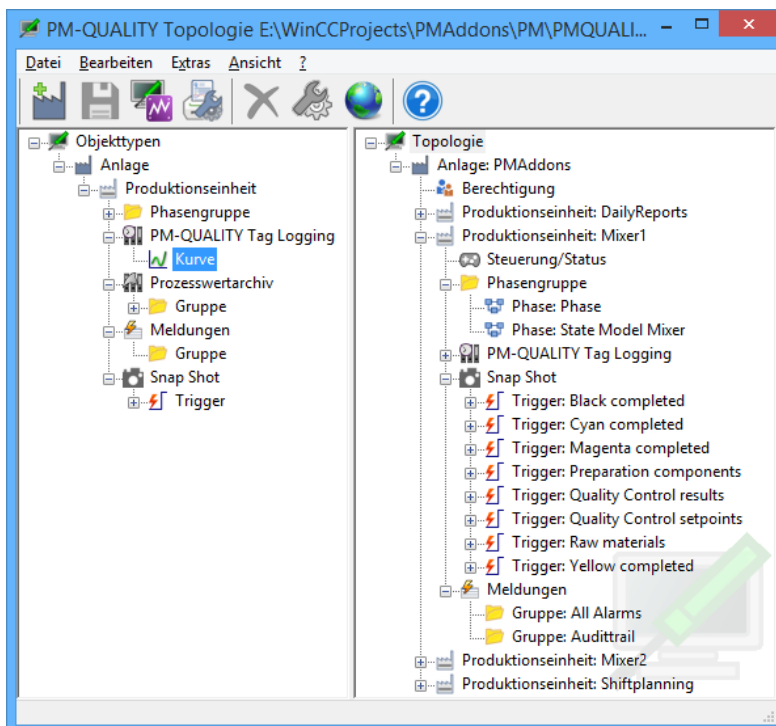 PM-QUALITY Topologie E:\WinCCProjects\PMAddons\PM\PMQUALI...
Datei Bearbeiten Extras Ansicht ?
Objekttypen
Anlage
Produktionseinheit
Phasengruppe
PM-QUALITY Tag Logging
Kurve
Prozesswertarchiv
Gruppe
Meldungen
Gruppe
Snap Shot
Trigger
Topologie
Anlage: PMAddons
Berechtigung
Produktionseinheit: DailyReports
Produktionseinheit: Mixer1
Steuerung/Status
Phasengruppe
Phase: Phase
Phase: State Model Mixer
PM-QUALITY Tag Logging
Snap Shot
Trigger: Black completed
Trigger: Cyan completed
Trigger: Magenta completed
Trigger: Preparation components
Trigger: Quality Control results
Trigger: Quality Control setpoints
Trigger: Raw materials
Trigger: Yellow completed
Meldungen
Gruppe: All Alarms
Gruppe: Audittrail
Produktionseinheit: Mixer2
Produktionseinheit: Shiftplanning